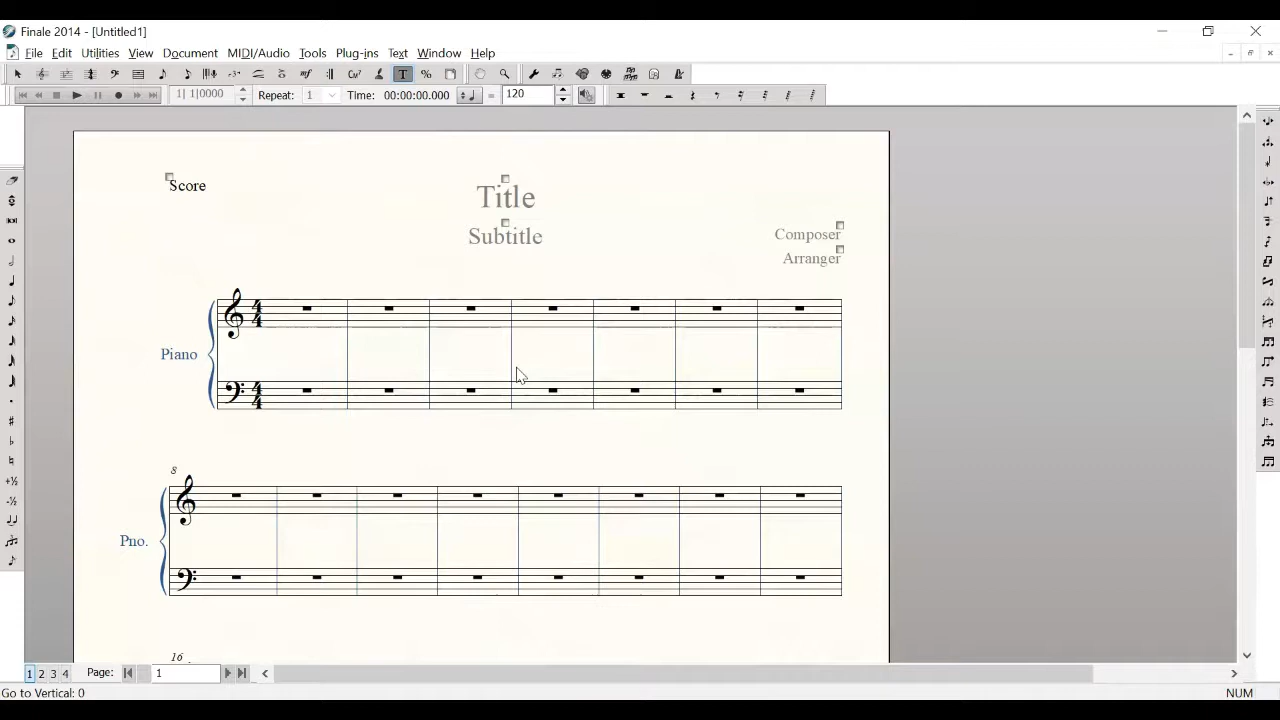 Finale 2014 - [Untitled1]
File Edit Utilities View Document MIDI/Audio Tools Plug-ins Text Window Help
1| 1|0000 Repeat: 1 Time: 00:00:00.000 = 120
Score
Title
Subtitle
Composer
Arranger
Piano
8
Pno.
16
1 2 3 4 Page: 1
Go to Vertical: 0 NUM